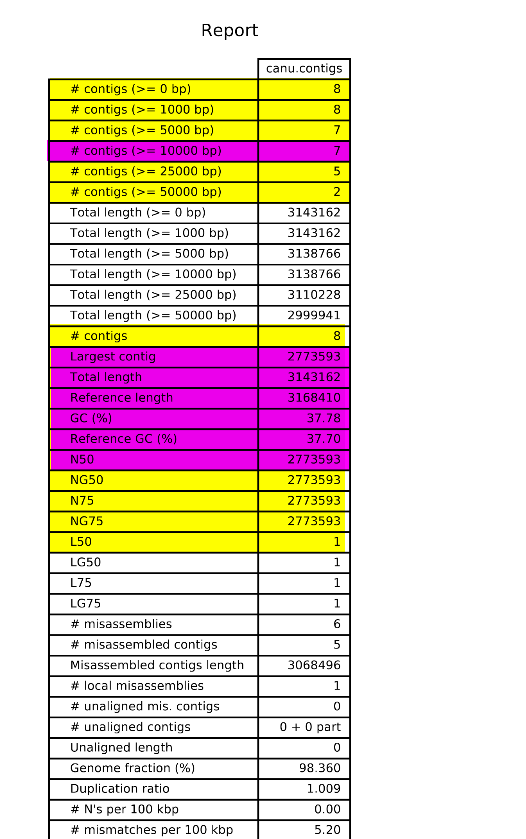 Report
canu.contigs
# contigs (>= 0 bp) 8
# contigs (>= 1000 bp) 8
# contigs (>= 5000 bp) 7
# contigs (>= 10000 bp) 7
# contigs (>= 25000 bp) 5
# contigs (>= 50000 bp) 2
Total length (>= 0 bp) 3143162
Total length (>= 1000 bp) 3143162
Total length (>= 5000 bp) 3138766
Total length (>= 10000 bp) 3138766
Total length (>= 25000 bp) 3110228
Total length (>= 50000 bp) 2999941
# contigs 8
Largest contig 2773593
Total length 3143162
Reference length 3168410
GC (%) 37.78
Reference GC (%) 37.70
N50 2773593
NG50 2773593
N75 2773593
NG75 2773593
L50 1
LG50 1
L75 1
LG75 1
# misassemblies 6
# misassembled contigs 5
Misassembled contigs length 3068496
# local misassemblies 1
# unaligned mis. contigs 0
# unaligned contigs 0 + 0 part
Unaligned length 0
Genome fraction (%) 98.360
Duplication ratio 1.009
# N's per 100 kbp 0.00
# mismatches per 100 kbp 5.20